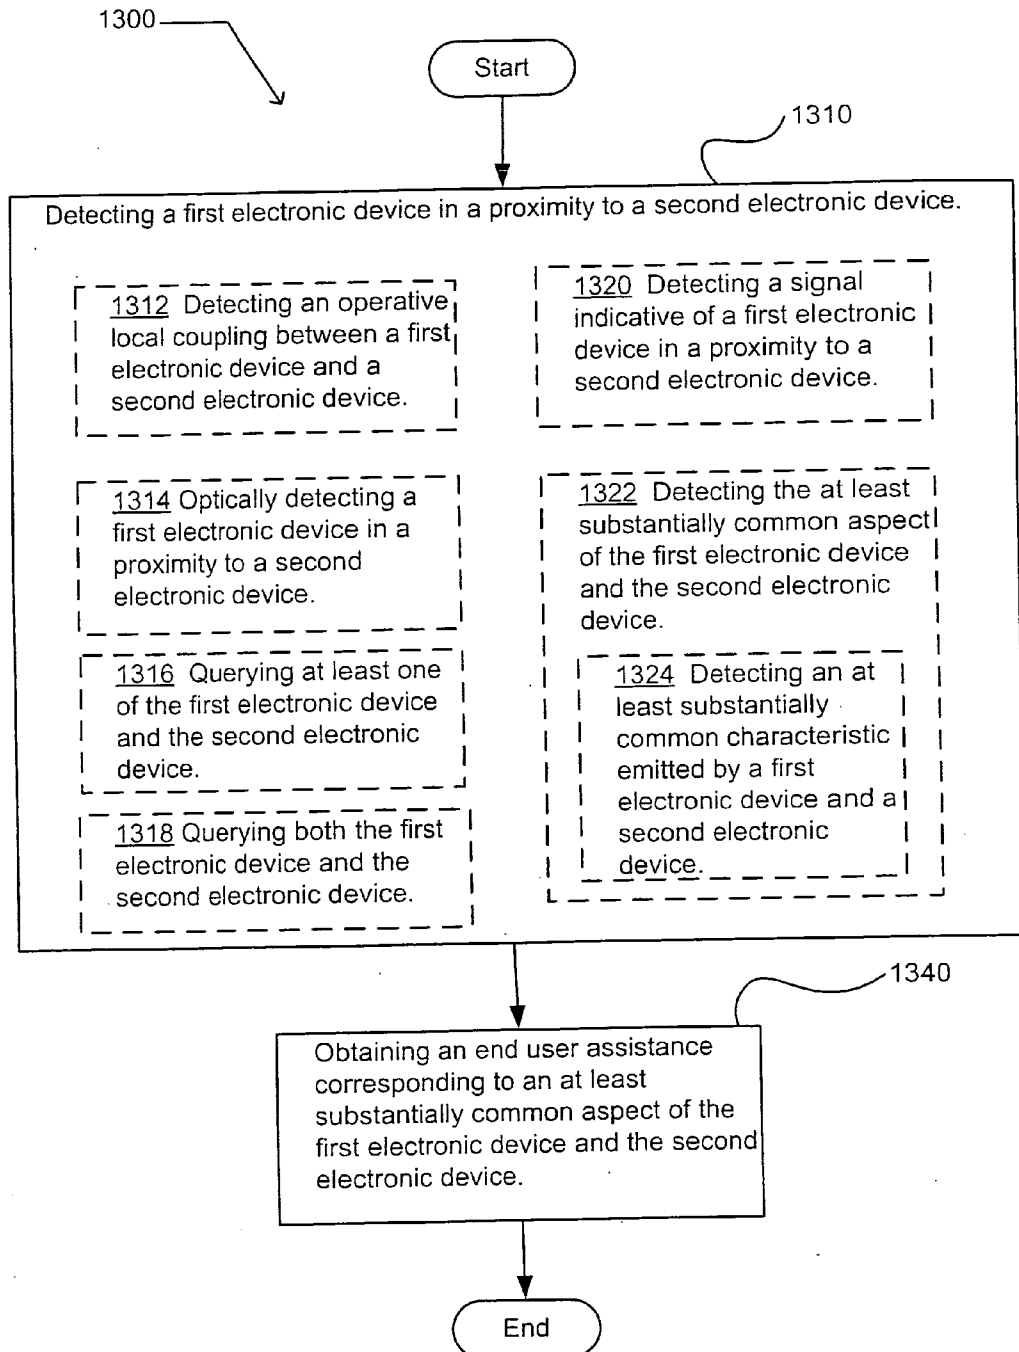 1300
Start
1310
Detecting a first electronic device in a proximity to a second electronic device.
1312 Detecting an operative
local coupling between a first
electronic device and a
second electronic device.
1314 Optically detecting a
first electronic device in a
proximity to a second
electronic device.
1316 Querying at least one
of the first electronic device
and the second electronic
device.
1318 Querying both the first
electronic device and the
second electronic device.
1320 Detecting a signal
indicative of a first electronic
device in a proximity to a
second electronic device.
1322 Detecting the at least
substantially common aspect
of the first electronic device
and the second electronic
device.
1324 Detecting an at
least substantially
common characteristic
emitted by a first
electronic device and a
second electronic
device.
1340
Obtaining an end user assistance
corresponding to an at least
substantially common aspect of the
first electronic device and the second
electronic device.
End